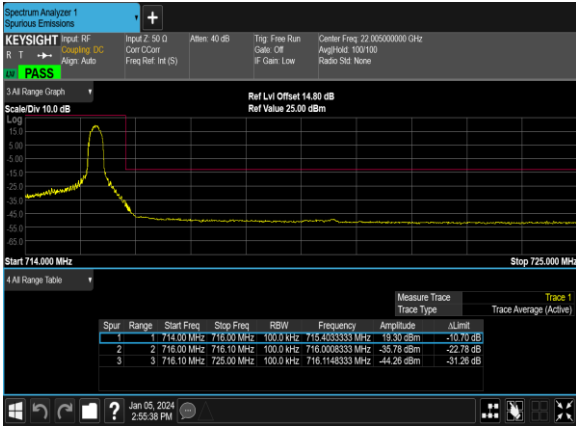 Spectrum Analyzer 1
Spurious Emissions
+
KEYSIGHT Input: RF Input Z: 50 Ω Atten: 40 dB Trig: Free Run Center Freq: 22.005000000 GHz
R T Coupling: DC Corr CCorr Gate: Off Avg|Hold: 100/100
Align: Auto Freq Ref: Int (S) IF Gain: Low Radio Std: None
LM PASS
3 All Range Graph Ref Lvl Offset 14.80 dB
Scale/Div 10.0 dB Ref Value 25.00 dBm
Log
15.0
5.00
-5.00
-15.0
-25.0
-35.0
-45.0
-55.0
-65.0
Start 714.000 MHz Stop 725.000 MHz
4 All Range Table
Measure Trace Trace 1
Trace Type Trace Average (Active)
Spur Range Start Freq Stop Freq RBW Frequency Amplitude ΔLimit
1 1 714.00 MHz 716.00 MHz 100.0 kHz 715.4033333 MHz 19.30 dBm -10.70 dB
2 2 716.00 MHz 716.10 MHz 100.0 kHz 716.0008333 MHz -35.78 dBm -22.78 dB
3 3 716.10 MHz 725.00 MHz 100.0 kHz 716.1148333 MHz -44.26 dBm -31.26 dB
? Jan 05, 2024
2:55:38 PM